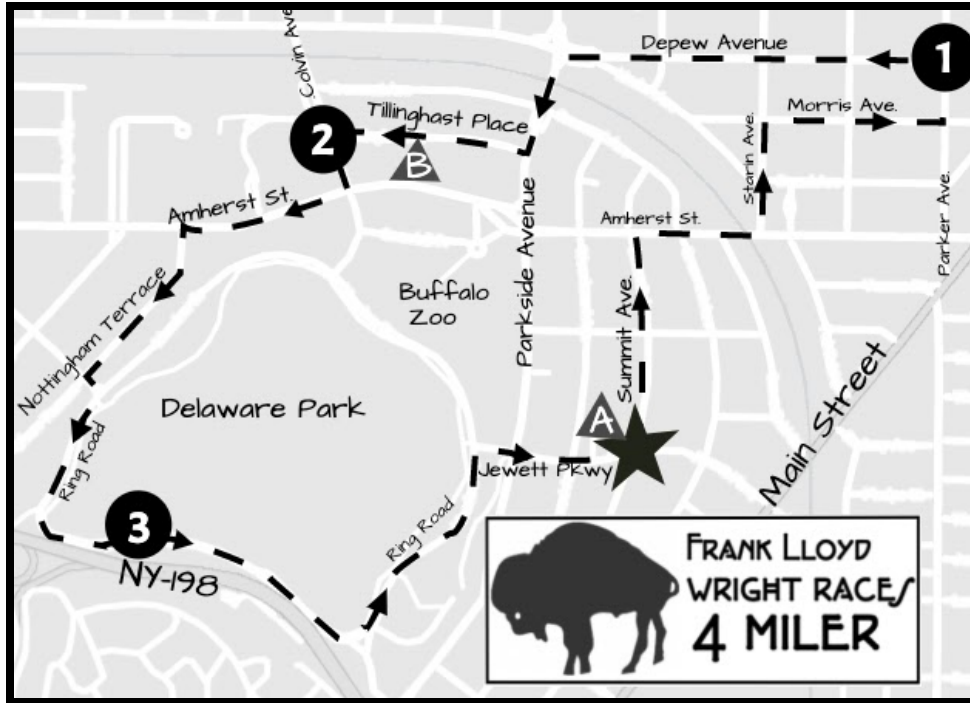 Colvin Ave
Depew Avenue
1
Tillinghast Place
Morris Ave.
2
B
Starin Ave.
Amherst St.
Amherst St.
Parkside Avenue
Parker Ave.
Nottingham Terrace
Buffalo
Zoo
Summit Ave.
Main Street
Delaware Park
A
Ring Road
Jewett PKwy
3
Ring Road
NY-198
FRANK LLOYD
WRIGHT RACES
4 MILER